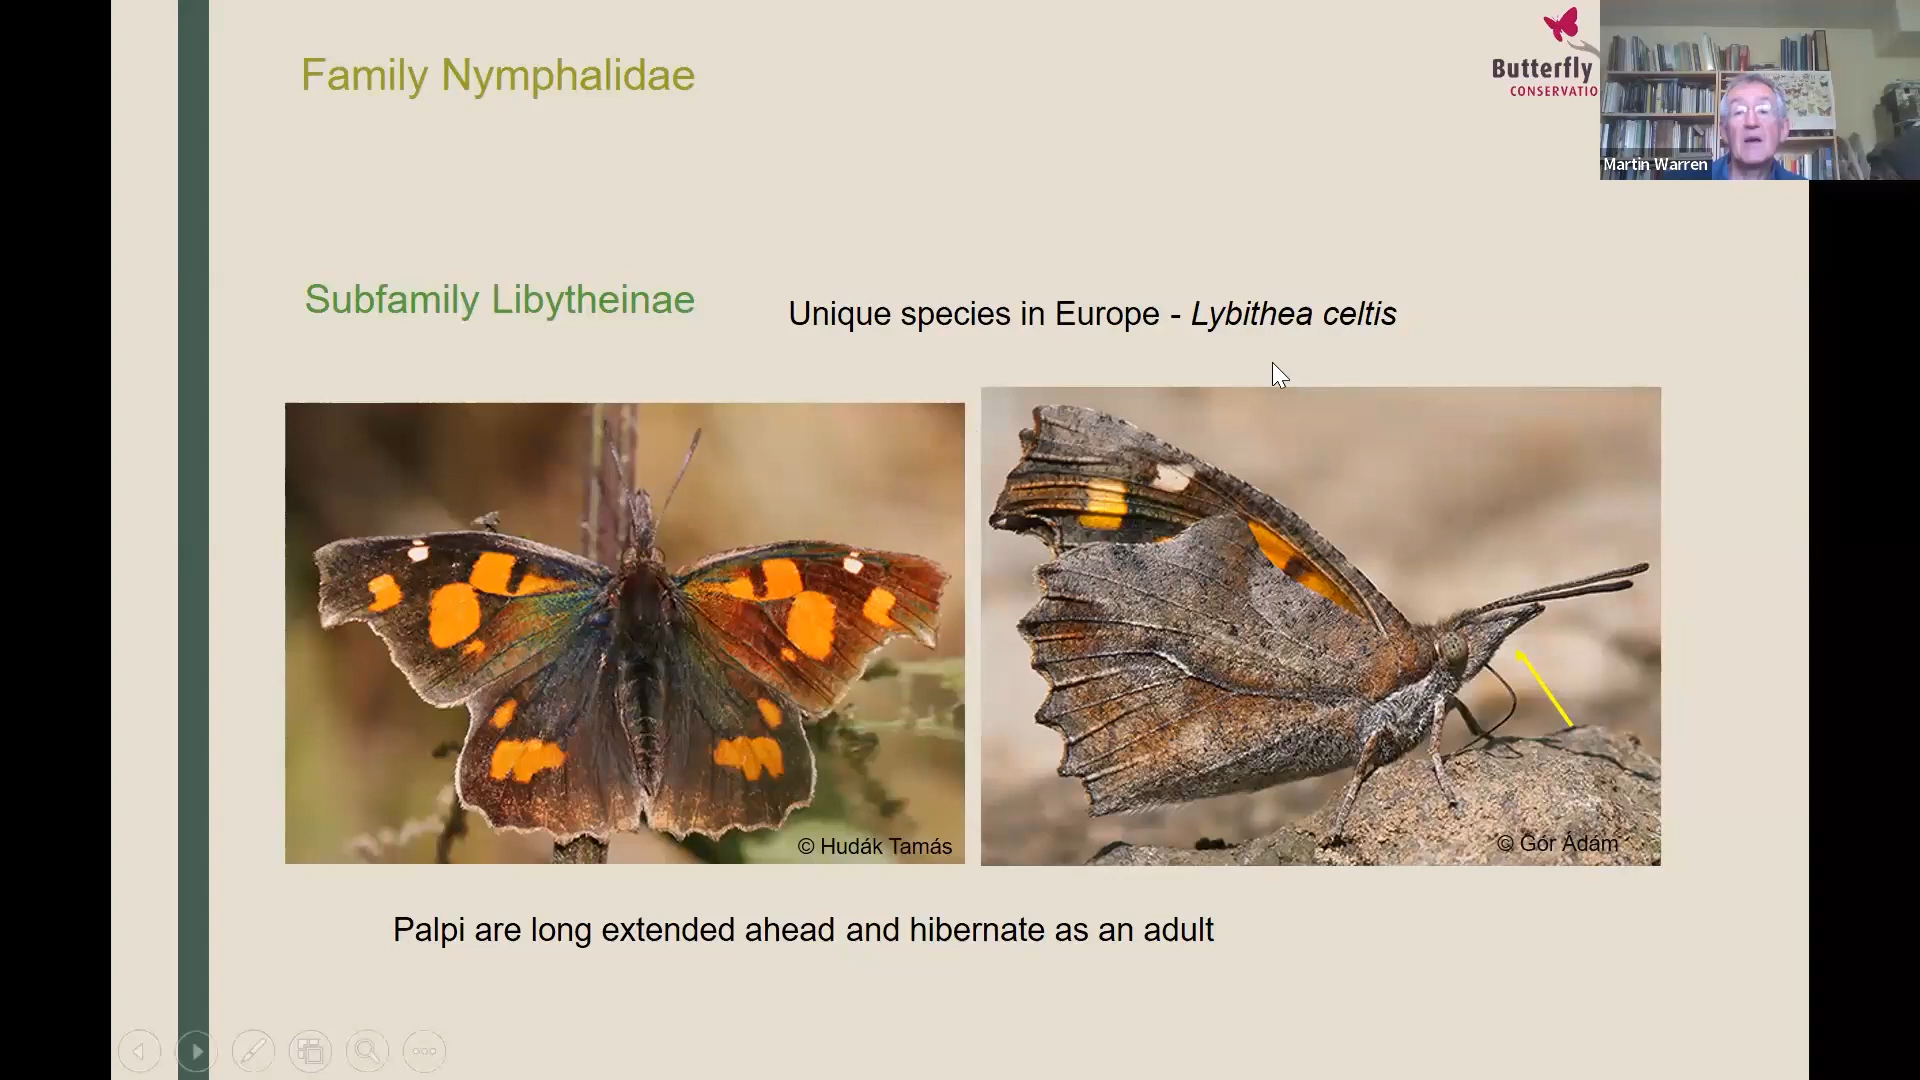 Family Nymphalidae
Butterfly
CONSERVATIO
Martin Warren
Subfamily Libytheinae
Unique species in Europe - Lybithea celtis
© Hudák Tamás
© Gór Ádám
Palpi are long extended ahead and hibernate as an adult